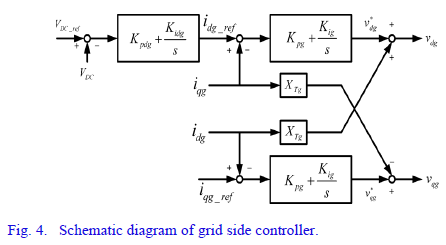 V_DC_ref
+
−
V_DC
K_pdg + K_idg / s
i_dg_ref
+
−
K_pg + K_ig / s
v*_dg
+
+
v_dg
i_qg
X_Tg
i_dg
X_Tg
+
−
i_qg_ref
K_pg + K_ig / s
v*_qg
−
+
v_qg
Fig. 4. Schematic diagram of grid side controller.